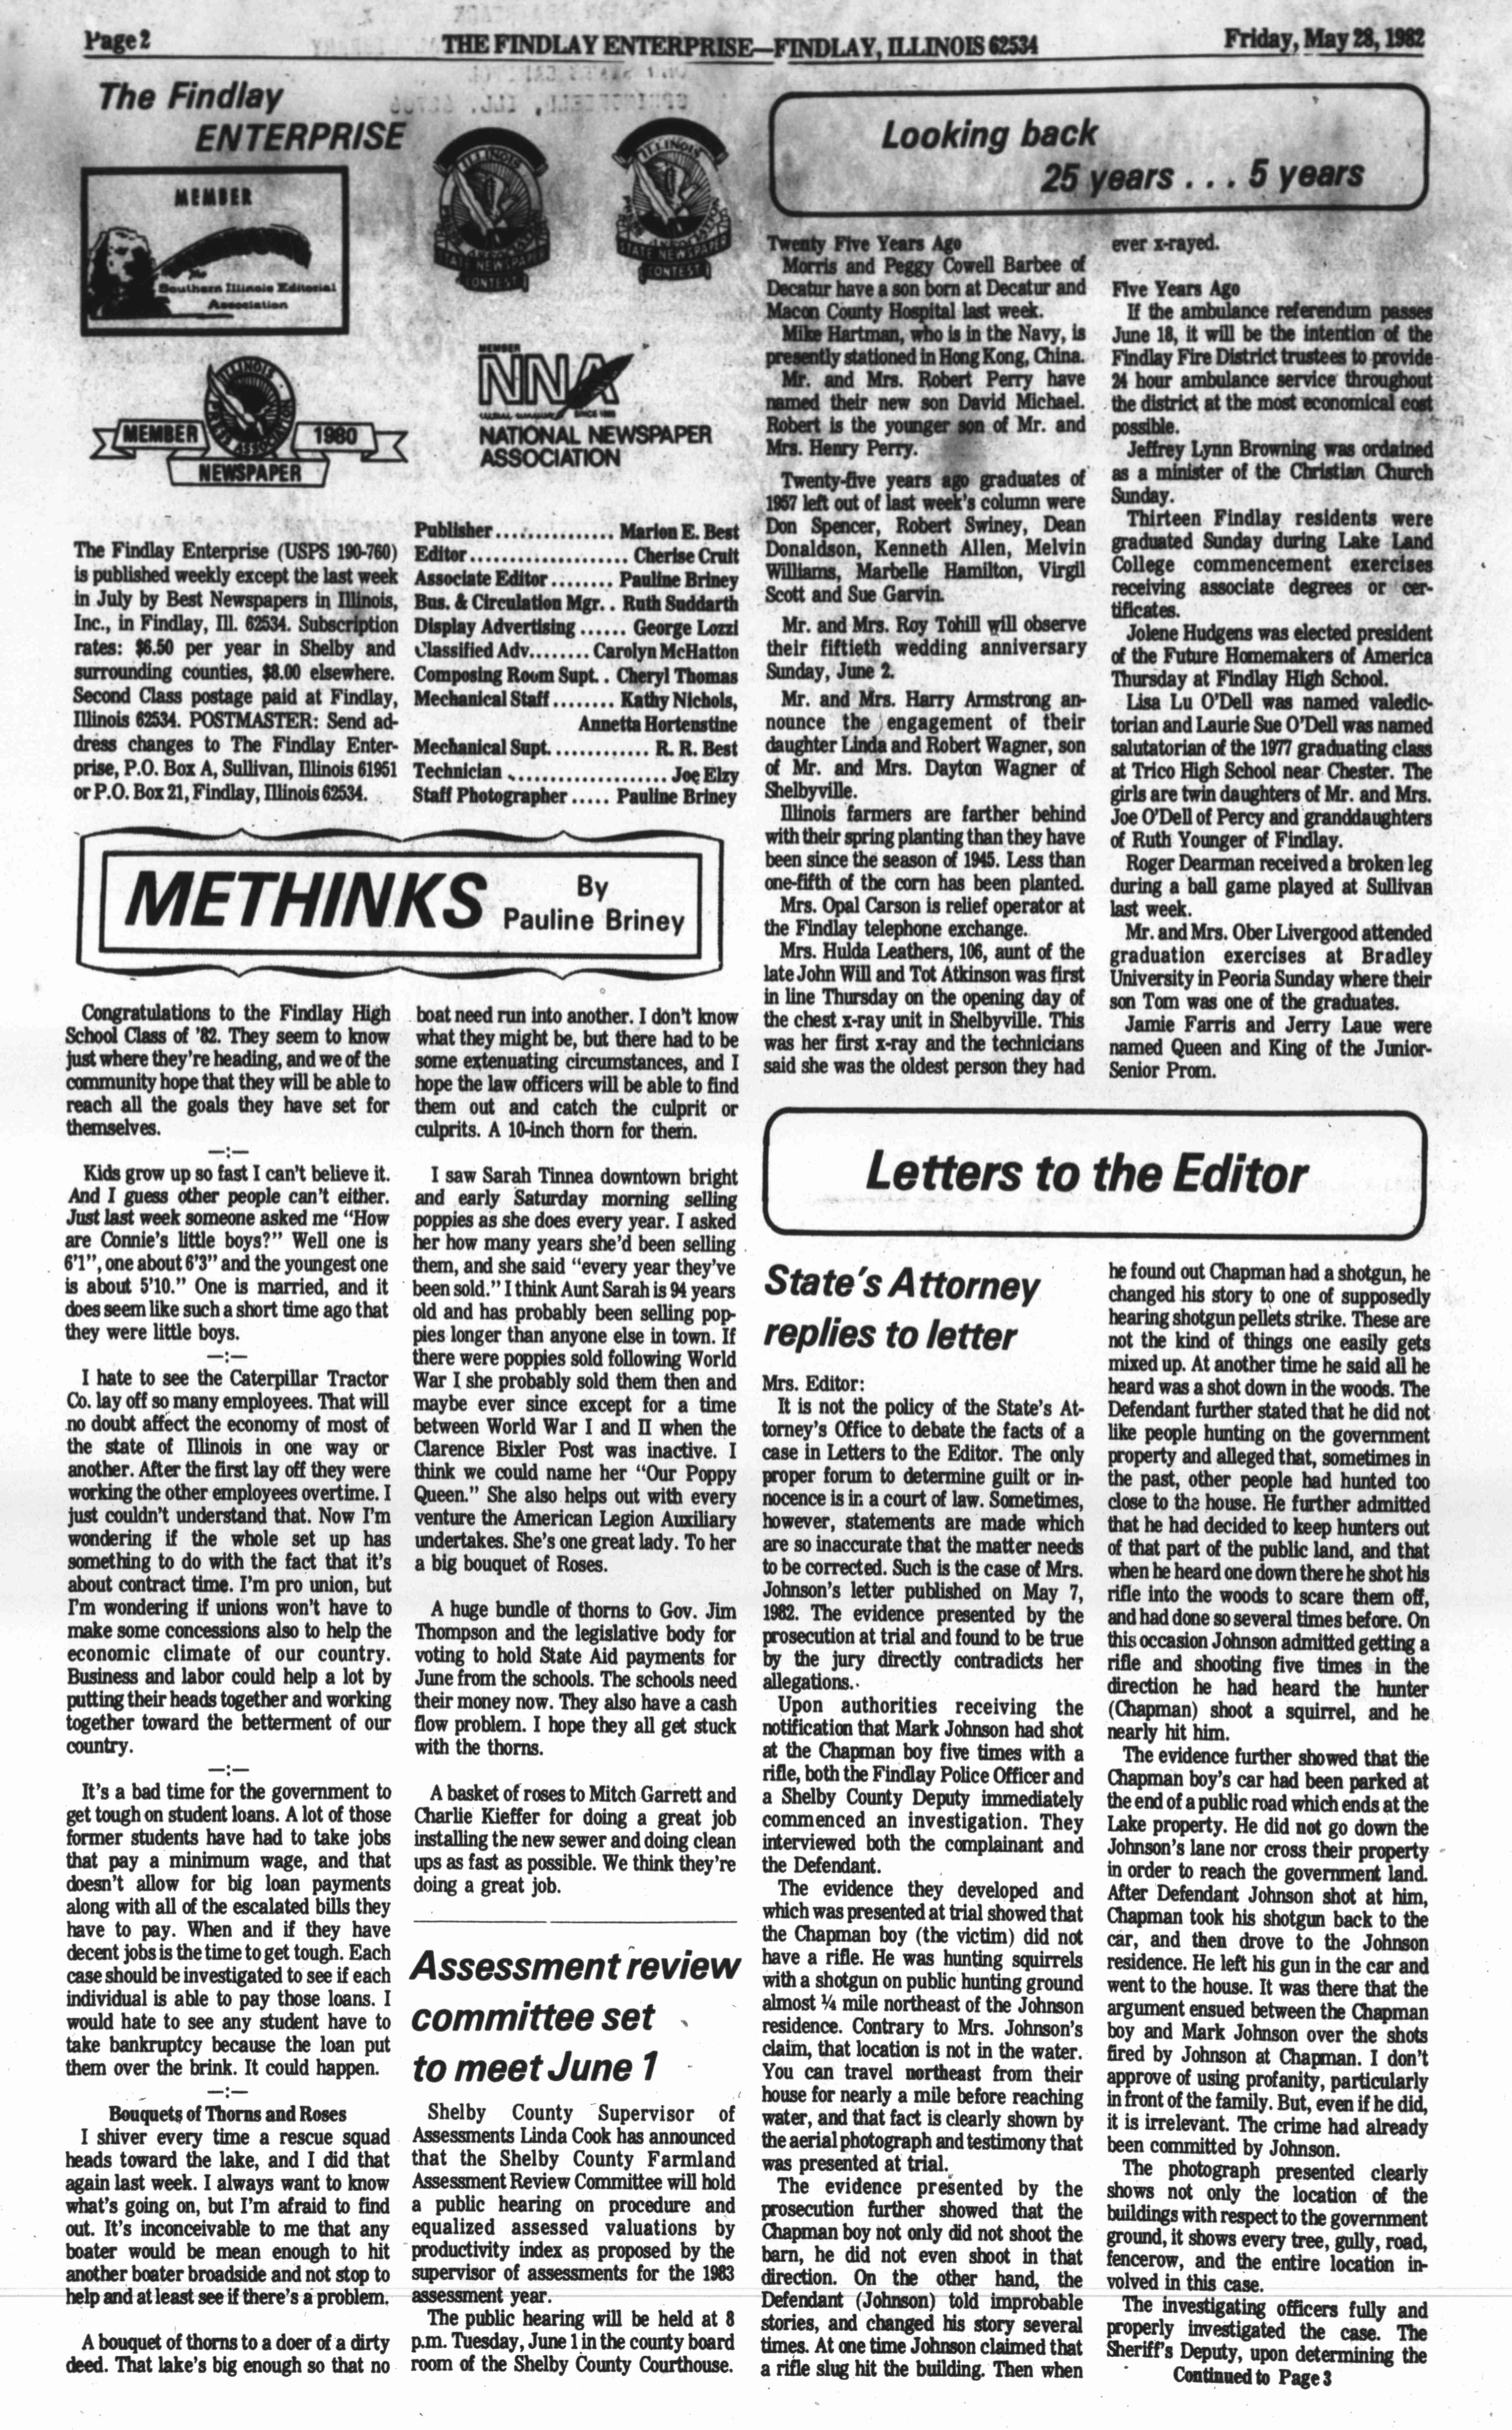 Page 2
THE FINDLAY ENTERPRISE—FINDLAY, ILLINOIS 62534
Friday, May 28, 1982
The Findlay
ENTERPRISE
MEMBER
The
Southern Illinois Editorial
Association
ILLINOIS
PRESS ASSOCIATION
STATE NEWSPAPER
CONTEST
ILLINOIS
PRESS ASSOCIATION
STATE NEWSPAPER
CONTEST
ILLINOIS
PRESS ASSOCIATION
MEMBER
1980
NEWSPAPER
MEMBER
NNA
SINCE 1885
NATIONAL NEWSPAPER
ASSOCIATION
The Findlay Enterprise (USPS 190-760)
is published weekly except the last week
in July by Best Newspapers in Illinois,
Inc., in Findlay, Ill. 62534. Subscription
rates: $6.50 per year in Shelby and
surrounding counties, $8.00 elsewhere.
Second Class postage paid at Findlay,
Illinois 62534. POSTMASTER: Send ad-
dress changes to The Findlay Enter-
prise, P.O. Box A, Sullivan, Illinois 61951
or P.O. Box 21, Findlay, Illinois 62534.
Publisher............... Marion E. Best
Editor.................... Cherise Cruit
Associate Editor........ Pauline Briney
Bus. & Circulation Mgr. . Ruth Suddarth
Display Advertising...... George Lozzi
Classified Adv........ Carolyn McHatton
Composing Room Supt. . Cheryl Thomas
Mechanical Staff........ Kathy Nichols,
Annetta Hortenstine
Mechanical Supt............. R. R. Best
Technician.................... Joe Elzy
Staff Photographer..... Pauline Briney
METHINKS
By
Pauline Briney
Congratulations to the Findlay High
School Class of '82. They seem to know
just where they're heading, and we of the
community hope that they will be able to
reach all the goals they have set for
themselves.
—:—
Kids grow up so fast I can't believe it.
And I guess other people can't either.
Just last week someone asked me "How
are Connie's little boys?" Well one is
6'1", one about 6'3" and the youngest one
is about 5'10." One is married, and it
does seem like such a short time ago that
they were little boys.
—:—
I hate to see the Caterpillar Tractor
Co. lay off so many employees. That will
no doubt affect the economy of most of
the state of Illinois in one way or
another. After the first lay off they were
working the other employees overtime. I
just couldn't understand that. Now I'm
wondering if the whole set up has
something to do with the fact that it's
about contract time. I'm pro union, but
I'm wondering if unions won't have to
make some concessions also to help the
economic climate of our country.
Business and labor could help a lot by
putting their heads together and working
together toward the betterment of our
country.
—:—
It's a bad time for the government to
get tough on student loans. A lot of those
former students have had to take jobs
that pay a minimum wage, and that
doesn't allow for big loan payments
along with all of the escalated bills they
have to pay. When and if they have
decent jobs is the time to get tough. Each
case should be investigated to see if each
individual is able to pay those loans. I
would hate to see any student have to
take bankruptcy because the loan put
them over the brink. It could happen.
—:—
Bouquets of Thorns and Roses
I shiver every time a rescue squad
heads toward the lake, and I did that
again last week. I always want to know
what's going on, but I'm afraid to find
out. It's inconceivable to me that any
boater would be mean enough to hit
another boater broadside and not stop to
help and at least see if there's a problem.
A bouquet of thorns to a doer of a dirty
deed. That lake's big enough so that no
boat need run into another. I don't know
what they might be, but there had to be
some extenuating circumstances, and I
hope the law officers will be able to find
them out and catch the culprit or
culprits. A 10-inch thorn for them.
I saw Sarah Tinnea downtown bright
and early Saturday morning selling
poppies as she does every year. I asked
her how many years she'd been selling
them, and she said "every year they've
been sold." I think Aunt Sarah is 94 years
old and has probably been selling pop-
pies longer than anyone else in town. If
there were poppies sold following World
War I she probably sold them then and
maybe ever since except for a time
between World War I and II when the
Clarence Bixler Post was inactive. I
think we could name her "Our Poppy
Queen." She also helps out with every
venture the American Legion Auxiliary
undertakes. She's one great lady. To her
a big bouquet of Roses.
A huge bundle of thorns to Gov. Jim
Thompson and the legislative body for
voting to hold State Aid payments for
June from the schools. The schools need
their money now. They also have a cash
flow problem. I hope they all get stuck
with the thorns.
A basket of roses to Mitch Garrett and
Charlie Kieffer for doing a great job
installing the new sewer and doing clean
ups as fast as possible. We think they're
doing a great job.
Assessment review
committee set
to meet June 1
Shelby County Supervisor of
Assessments Linda Cook has announced
that the Shelby County Farmland
Assessment Review Committee will hold
a public hearing on procedure and
equalized assessed valuations by
productivity index as proposed by the
supervisor of assessments for the 1983
assessment year.
The public hearing will be held at 8
p.m. Tuesday, June 1 in the county board
room of the Shelby County Courthouse.
Looking back
25 years . . . 5 years
Twenty Five Years Ago
Morris and Peggy Cowell Barbee of
Decatur have a son born at Decatur and
Macon County Hospital last week.
Mike Hartman, who is in the Navy, is
presently stationed in Hong Kong, China.
Mr. and Mrs. Robert Perry have
named their new son David Michael.
Robert is the younger son of Mr. and
Mrs. Henry Perry.
Twenty-five years ago graduates of
1957 left out of last week's column were
Don Spencer, Robert Swiney, Dean
Donaldson, Kenneth Allen, Melvin
Williams, Marbelle Hamilton, Virgil
Scott and Sue Garvin.
Mr. and Mrs. Roy Tohill will observe
their fiftieth wedding anniversary
Sunday, June 2.
Mr. and Mrs. Harry Armstrong an-
nounce the engagement of their
daughter Linda and Robert Wagner, son
of Mr. and Mrs. Dayton Wagner of
Shelbyville.
Illinois farmers are farther behind
with their spring planting than they have
been since the season of 1945. Less than
one-fifth of the corn has been planted.
Mrs. Opal Carson is relief operator at
the Findlay telephone exchange.
Mrs. Hulda Leathers, 106, aunt of the
late John Will and Tot Atkinson was first
in line Thursday on the opening day of
the chest x-ray unit in Shelbyville. This
was her first x-ray and the technicians
said she was the oldest person they had
ever x-rayed.
Five Years Ago
If the ambulance referendum passes
June 18, it will be the intention of the
Findlay Fire District trustees to provide
24 hour ambulance service throughout
the district at the most economical cost
possible.
Jeffrey Lynn Browning was ordained
as a minister of the Christian Church
Sunday.
Thirteen Findlay residents were
graduated Sunday during Lake Land
College commencement exercises
receiving associate degrees or cer-
tificates.
Jolene Hudgens was elected president
of the Future Homemakers of America
Thursday at Findlay High School.
Lisa Lu O'Dell was named valedic-
torian and Laurie Sue O'Dell was named
salutatorian of the 1977 graduating class
at Trico High School near Chester. The
girls are twin daughters of Mr. and Mrs.
Joe O'Dell of Percy and granddaughters
of Ruth Younger of Findlay.
Roger Dearman received a broken leg
during a ball game played at Sullivan
last week.
Mr. and Mrs. Ober Livergood attended
graduation exercises at Bradley
University in Peoria Sunday where their
son Tom was one of the graduates.
Jamie Farris and Jerry Laue were
named Queen and King of the Junior-
Senior Prom.
Letters to the Editor
State's Attorney
replies to letter
Mrs. Editor:
It is not the policy of the State's At-
torney's Office to debate the facts of a
case in Letters to the Editor. The only
proper forum to determine guilt or in-
nocence is in a court of law. Sometimes,
however, statements are made which
are so inaccurate that the matter needs
to be corrected. Such is the case of Mrs.
Johnson's letter published on May 7,
1982. The evidence presented by the
prosecution at trial and found to be true
by the jury directly contradicts her
allegations.
Upon authorities receiving the
notification that Mark Johnson had shot
at the Chapman boy five times with a
rifle, both the Findlay Police Officer and
a Shelby County Deputy immediately
commenced an investigation. They
interviewed both the complainant and
the Defendant.
The evidence they developed and
which was presented at trial showed that
the Chapman boy (the victim) did not
have a rifle. He was hunting squirrels
with a shotgun on public hunting ground
almost ¼ mile northeast of the Johnson
residence. Contrary to Mrs. Johnson's
claim, that location is not in the water.
You can travel northeast from their
house for nearly a mile before reaching
water, and that fact is clearly shown by
the aerial photograph and testimony that
was presented at trial.
The evidence presented by the
prosecution further showed that the
Chapman boy not only did not shoot the
barn, he did not even shoot in that
direction. On the other hand, the
Defendant (Johnson) told improbable
stories, and changed his story several
times. At one time Johnson claimed that
a rifle slug hit the building. Then when
he found out Chapman had a shotgun, he
changed his story to one of supposedly
hearing shotgun pellets strike. These are
not the kind of things one easily gets
mixed up. At another time he said all he
heard was a shot down in the woods. The
Defendant further stated that he did not
like people hunting on the government
property and alleged that, sometimes in
the past, other people had hunted too
close to the house. He further admitted
that he had decided to keep hunters out
of that part of the public land, and that
when he heard one down there he shot his
rifle into the woods to scare them off,
and had done so several times before. On
this occasion Johnson admitted getting a
rifle and shooting five times in the
direction he had heard the hunter
(Chapman) shoot a squirrel, and he
nearly hit him.
The evidence further showed that the
Chapman boy's car had been parked at
the end of a public road which ends at the
Lake property. He did not go down the
Johnson's lane nor cross their property
in order to reach the government land.
After Defendant Johnson shot at him,
Chapman took his shotgun back to the
car, and then drove to the Johnson
residence. He left his gun in the car and
went to the house. It was there that the
argument ensued between the Chapman
boy and Mark Johnson over the shots
fired by Johnson at Chapman. I don't
approve of using profanity, particularly
in front of the family. But, even if he did,
it is irrelevant. The crime had already
been committed by Johnson.
The photograph presented clearly
shows not only the location of the
buildings with respect to the government
ground, it shows every tree, gully, road,
fencerow, and the entire location in-
volved in this case.
The investigating officers fully and
properly investigated the case. The
Sheriff's Deputy, upon determining the
Continued to Page 3